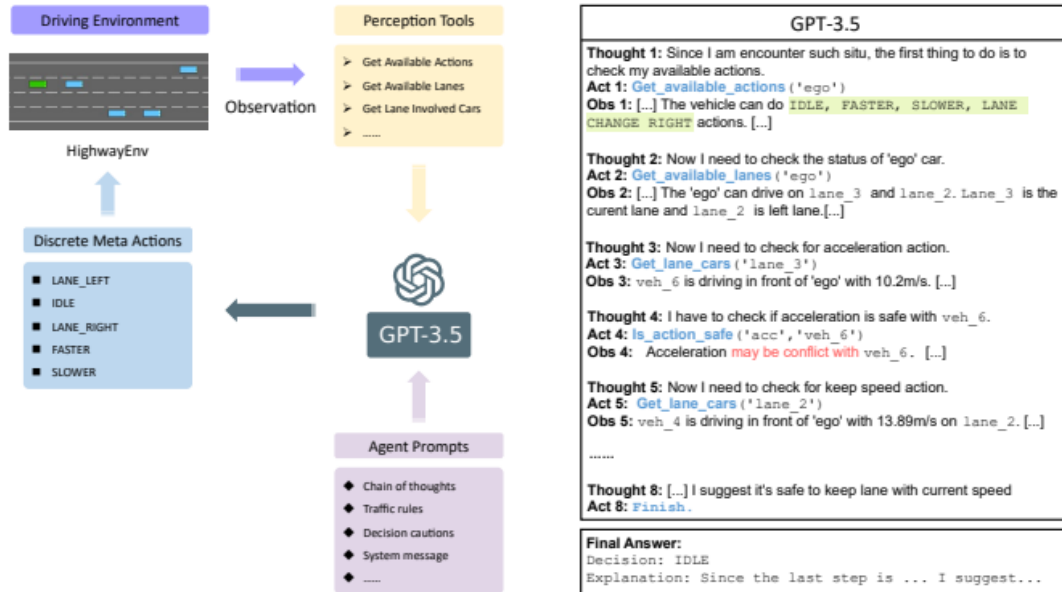 Driving Environment
HighwayEnv
Observation
Perception Tools
➢ Get Available Actions
➢ Get Available Lanes
➢ Get Lane Involved Cars
➢ ......
Discrete Meta Actions
■ LANE_LEFT
■ IDLE
■ LANE_RIGHT
■ FASTER
■ SLOWER
GPT-3.5
Agent Prompts
◆ Chain of thoughts
◆ Traffic rules
◆ Decision cautions
◆ System message
◆ ......
GPT-3.5
Thought 1: Since I am encounter such situ, the first thing to do is to
check my available actions.
Act 1: Get_available_actions('ego')
Obs 1: [...] The vehicle can do IDLE, FASTER, SLOWER, LANE
CHANGE RIGHT actions. [...]
Thought 2: Now I need to check the status of 'ego' car.
Act 2: Get_available_lanes('ego')
Obs 2: [...] The 'ego' can drive on lane_3 and lane_2. Lane_3 is the
curent lane and lane_2 is left lane.[...]
Thought 3: Now I need to check for acceleration action.
Act 3: Get_lane_cars('lane_3')
Obs 3: veh_6 is driving in front of 'ego' with 10.2m/s. [...]
Thought 4: I have to check if acceleration is safe with veh_6.
Act 4: Is_action_safe('acc','veh_6')
Obs 4: Acceleration may be conflict with veh_6. [...]
Thought 5: Now I need to check for keep speed action.
Act 5: Get_lane_cars('lane_2')
Obs 5: veh_4 is driving in front of 'ego' with 13.89m/s on lane_2. [...]
......
Thought 8: [...] I suggest it's safe to keep lane with current speed
Act 8: Finish.
Final Answer:
Decision: IDLE
Explanation: Since the last step is ... I suggest...